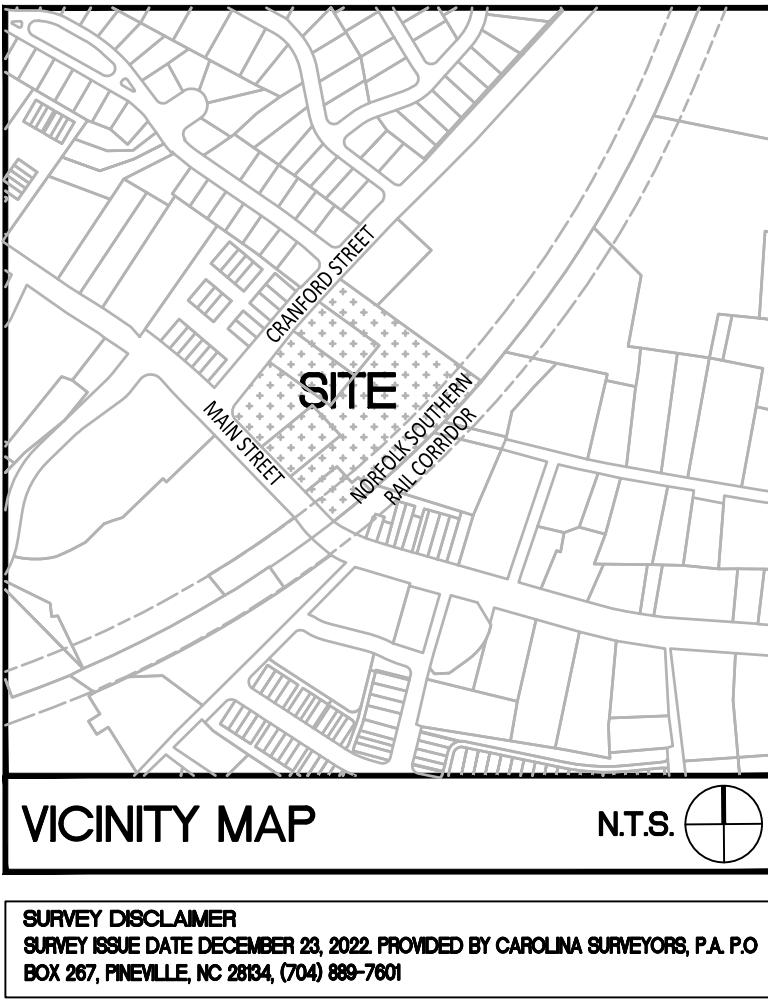 CRANFORD STREET
SITE
MAIN STREET
NORFOLK SOUTHERN
RAIL CORRIDOR
VICINITY MAP
N.T.S.
SURVEY DISCLAIMER
SURVEY ISSUE DATE DECEMBER 23, 2022. PROVIDED BY CAROLINA SURVEYORS, P.A. P.O
BOX 267, PINEVILLE, NC 28134, (704) 889-7601